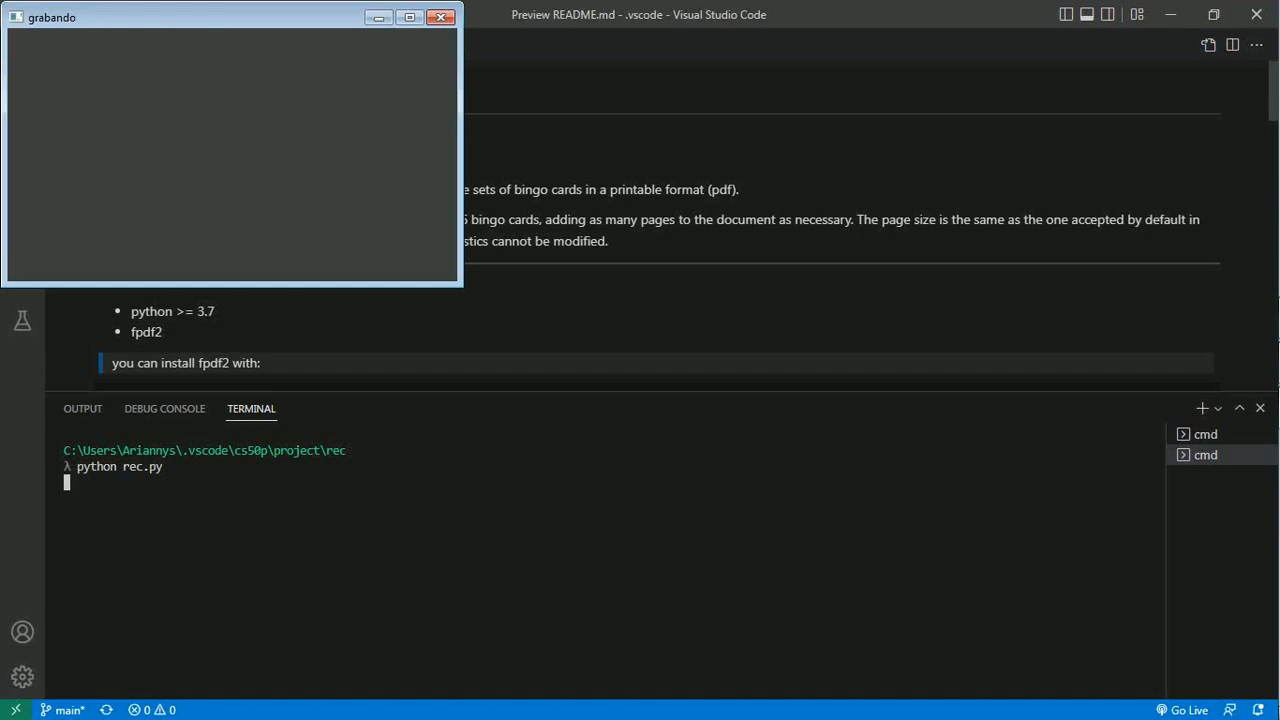 grabando
Preview README.md - .vscode - Visual Studio Code
e sets of bingo cards in a printable format (pdf).
bingo cards, adding as many pages to the document as necessary. The page size is the same as the one accepted by default in
stics cannot be modified.
• python >= 3.7
• fpdf2
you can install fpdf2 with:
OUTPUT DEBUG CONSOLE TERMINAL
C:\Users\Ariannys\.vscode\cs50p\project\rec
λ python rec.py
cmd
cmd
main* 0 0 Go Live